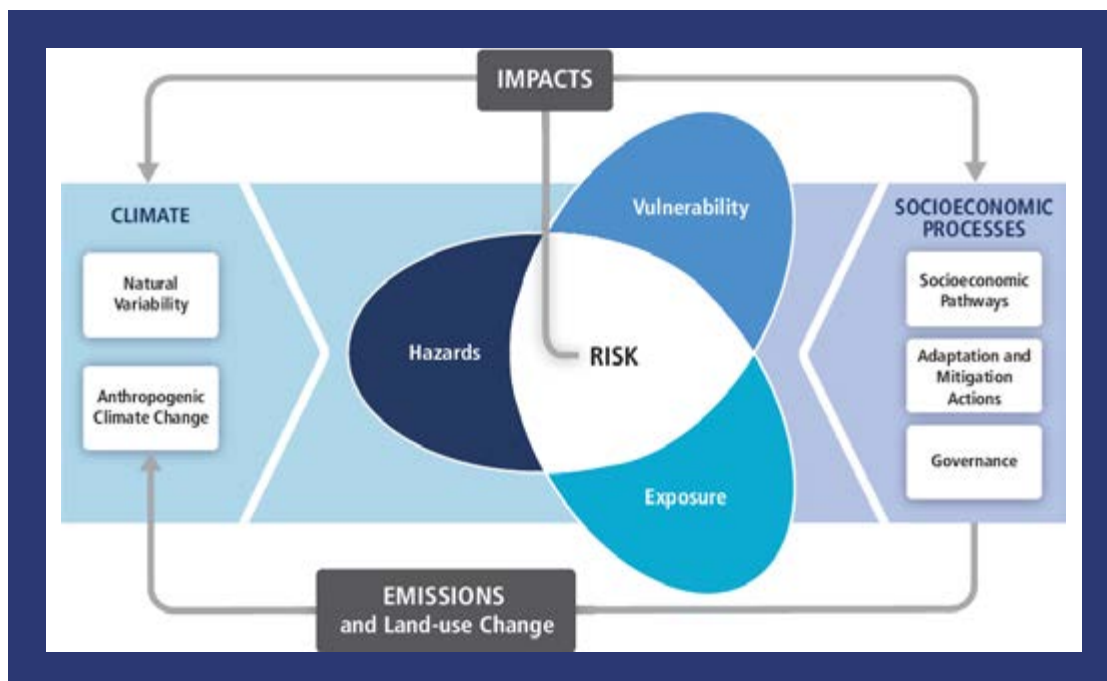 IMPACTS
CLIMATE
Natural
Variability
Anthropogenic
Climate Change
Hazards
Vulnerability
RISK
Exposure
SOCIOECONOMIC
PROCESSES
Socioeconomic
Pathways
Adaptation and
Mitigation
Actions
Governance
EMISSIONS
and Land-use Change